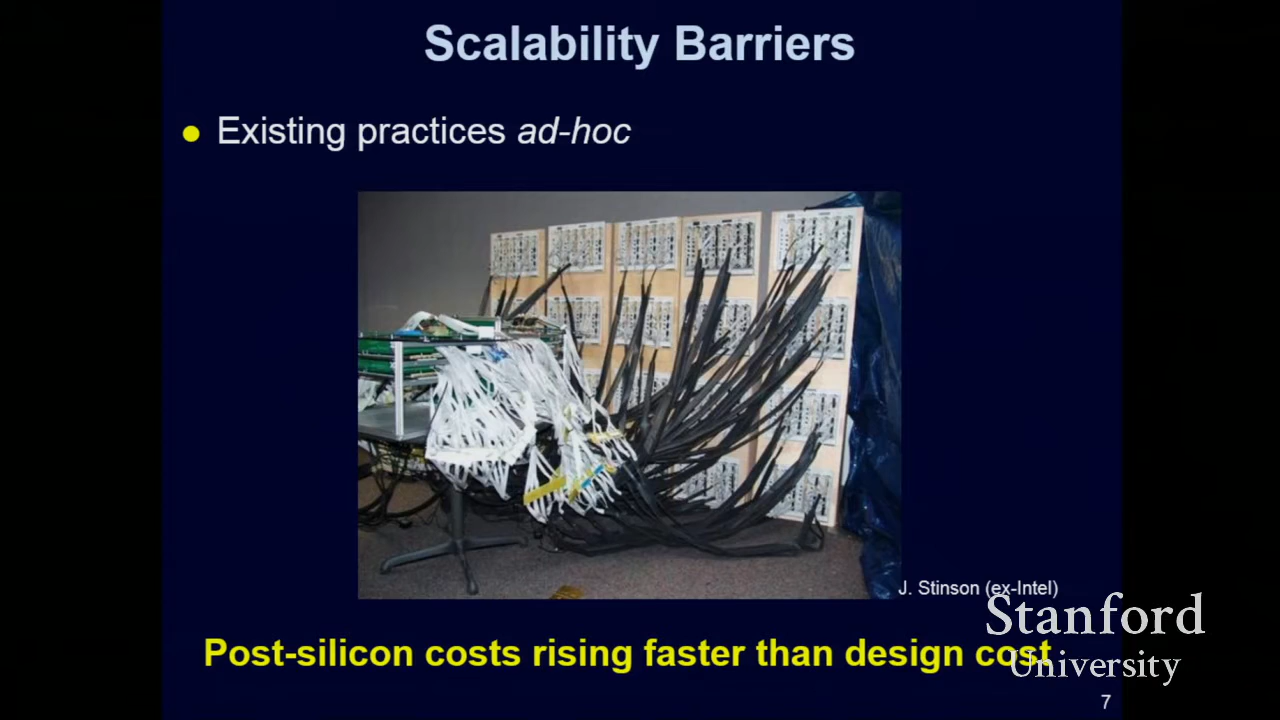 Scalability Barriers
Existing practices ad-hoc
J. Stinson (ex-Intel)
Post-silicon costs rising faster than design cost
Stanford
University
7